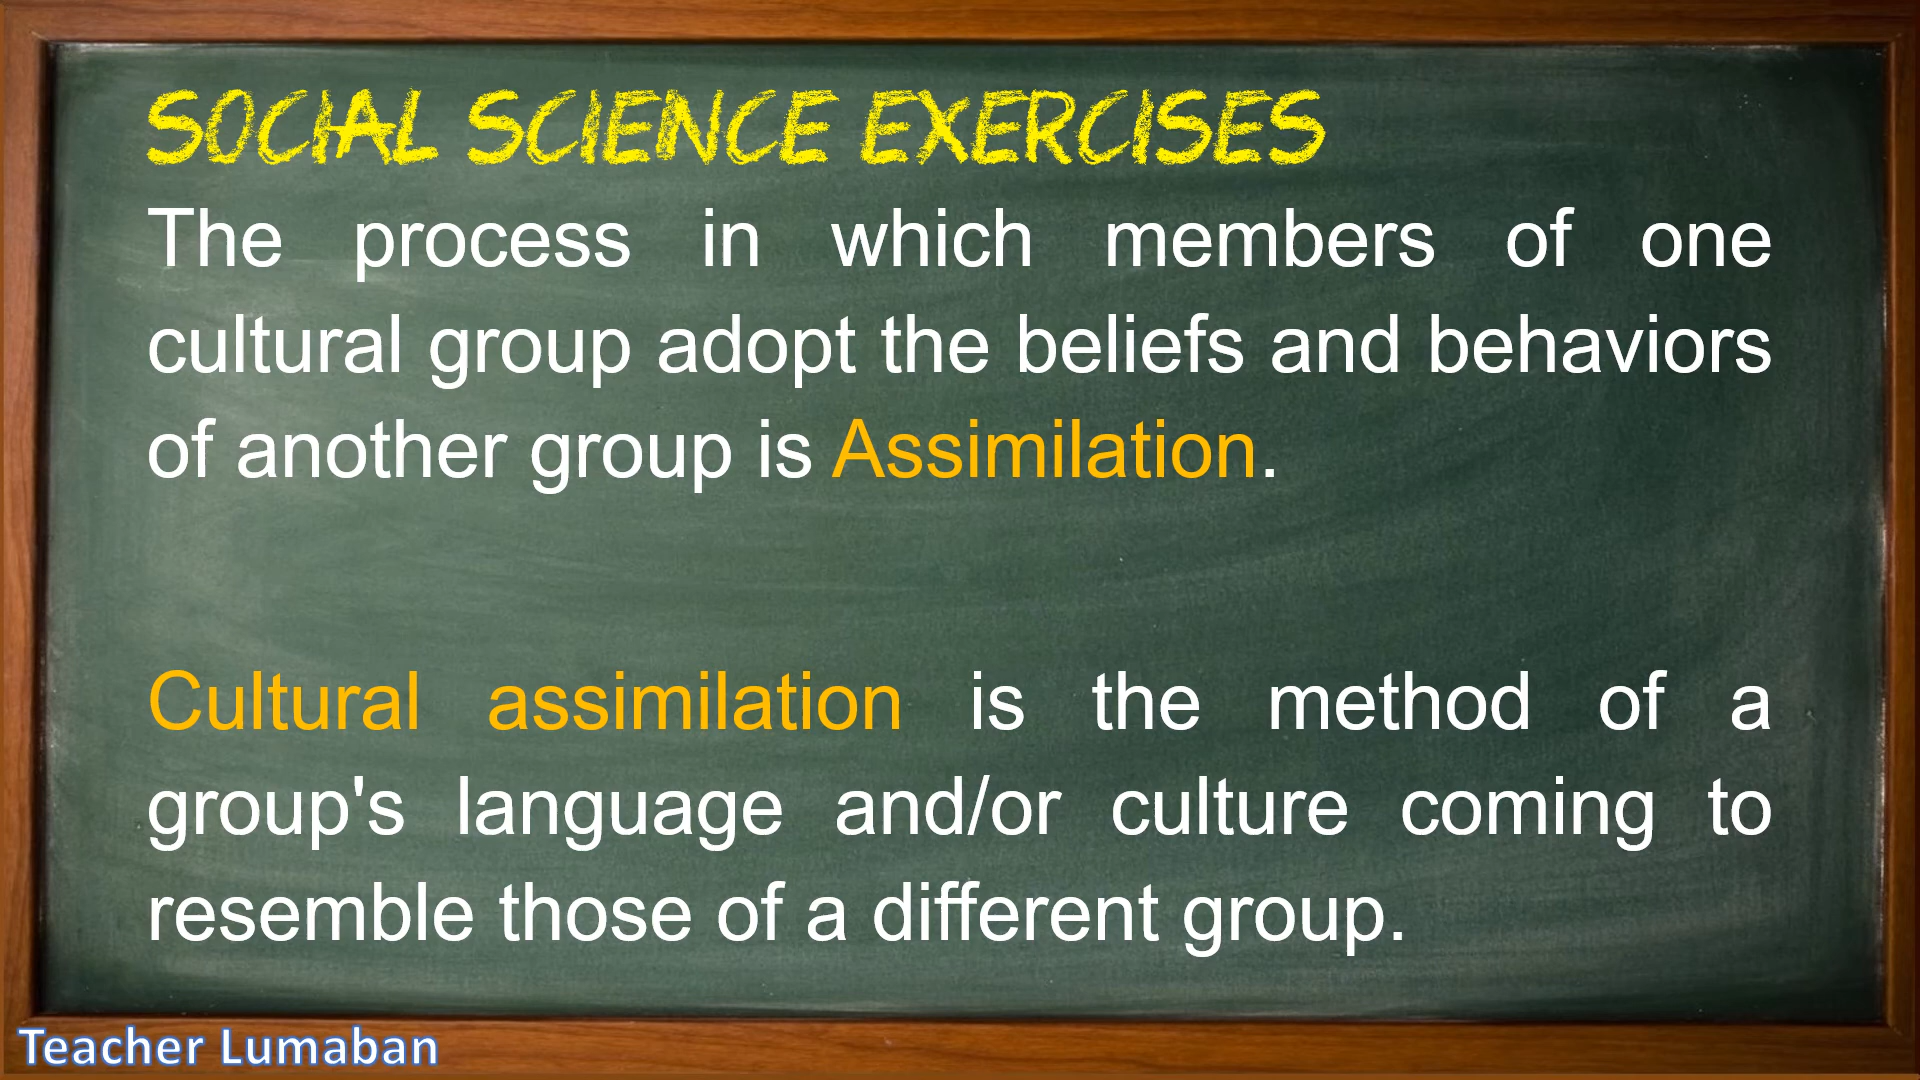 SOCIAL SCIENCE EXERCISES
The process in which members of one
cultural group adopt the beliefs and behaviors
of another group is Assimilation.
Cultural assimilation is the method of a
group's language and/or culture coming to
resemble those of a different group.
Teacher Lumaban